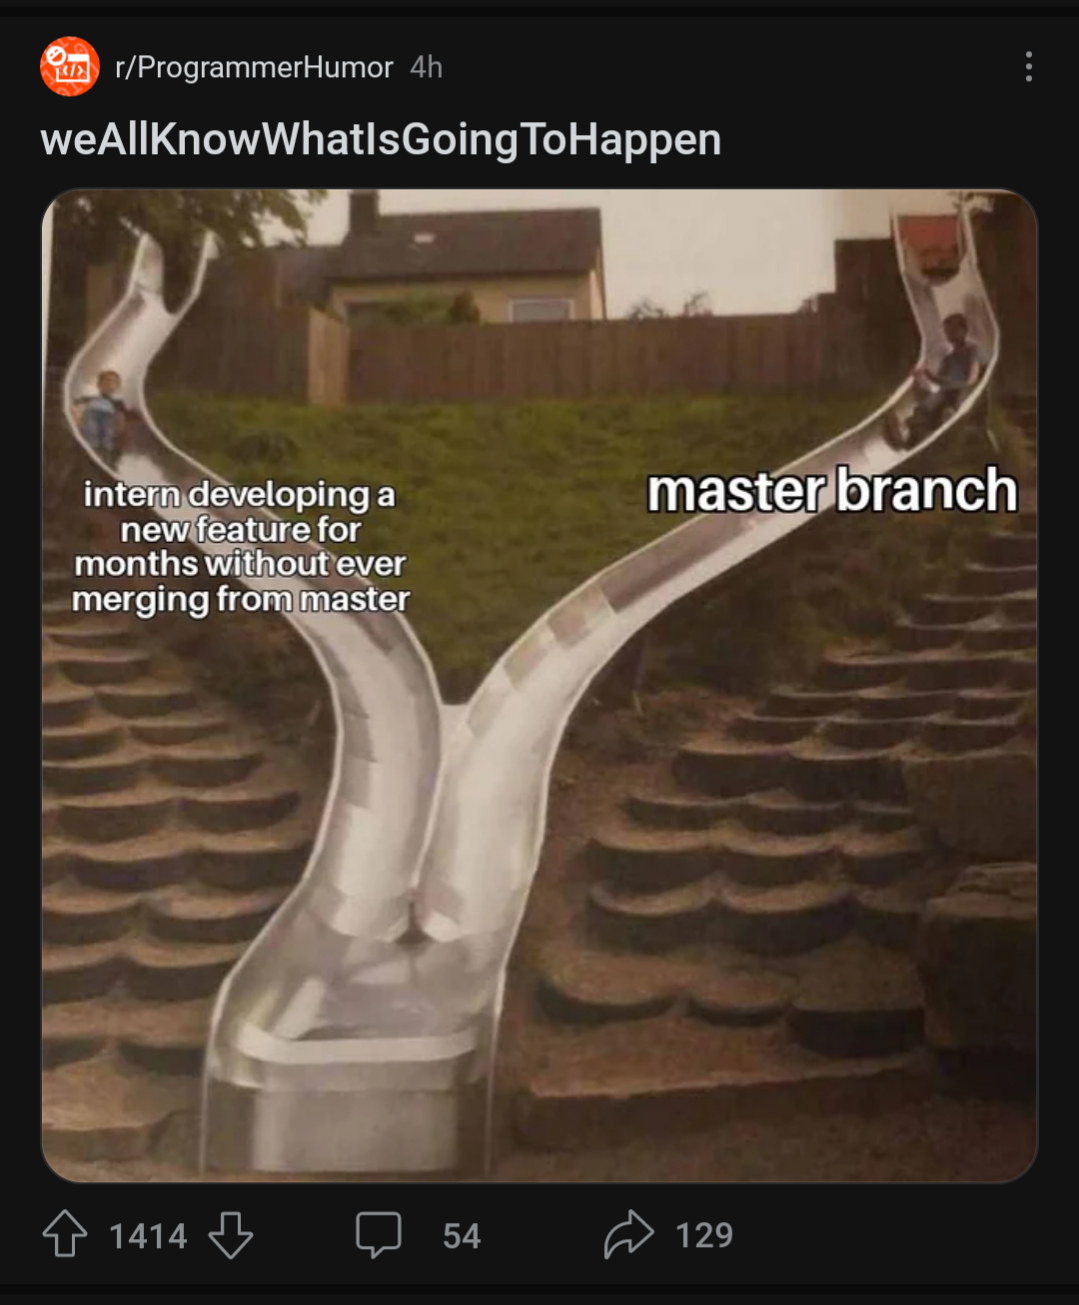 r/ProgrammerHumor 4h
weAllKnowWhatIsGoingToHappen
intern developing a
new feature for
months without ever
merging from master
master branch
1414 54 129